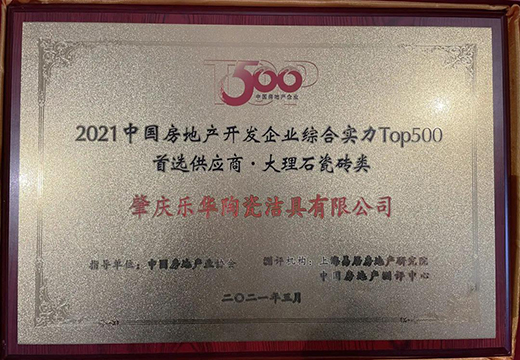 TOP
500
中国房地产企业
2021中国房地产开发企业综合实力Top500
首选供应商·大理石瓷砖类
肇庆乐华陶瓷洁具有限公司
指导单位：中国房地产业协会
测评机构：上海易居房地产研究院
中国房地产测评中心
二〇二一年三月